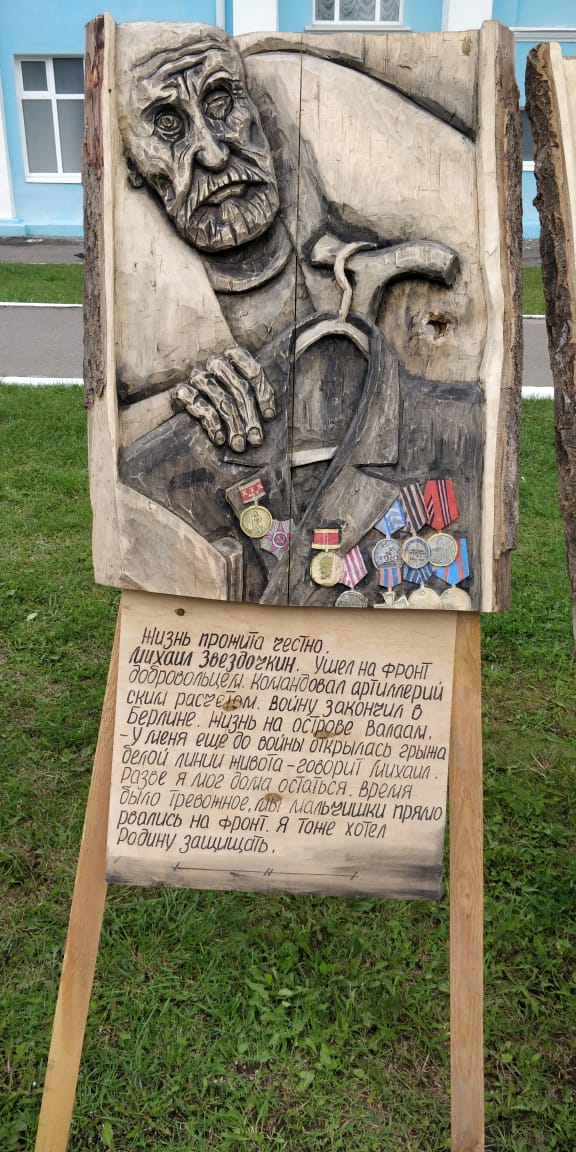 Жизнь прожита честно.
Михаил Звездочкин. Ушел на фронт
добровольцем. Командовал артиллерий
ским расчетом. Войну закончил в
Берлине. Жизнь на острове Валаам.
- У меня еще до войны открылась грыжа
белой линии живота - говорит Михаил.
Разве я мог дома остаться. Время
было тревожное, мы мальчишки прямо
рвались на фронт. Я тоже хотел
Родину защищать.